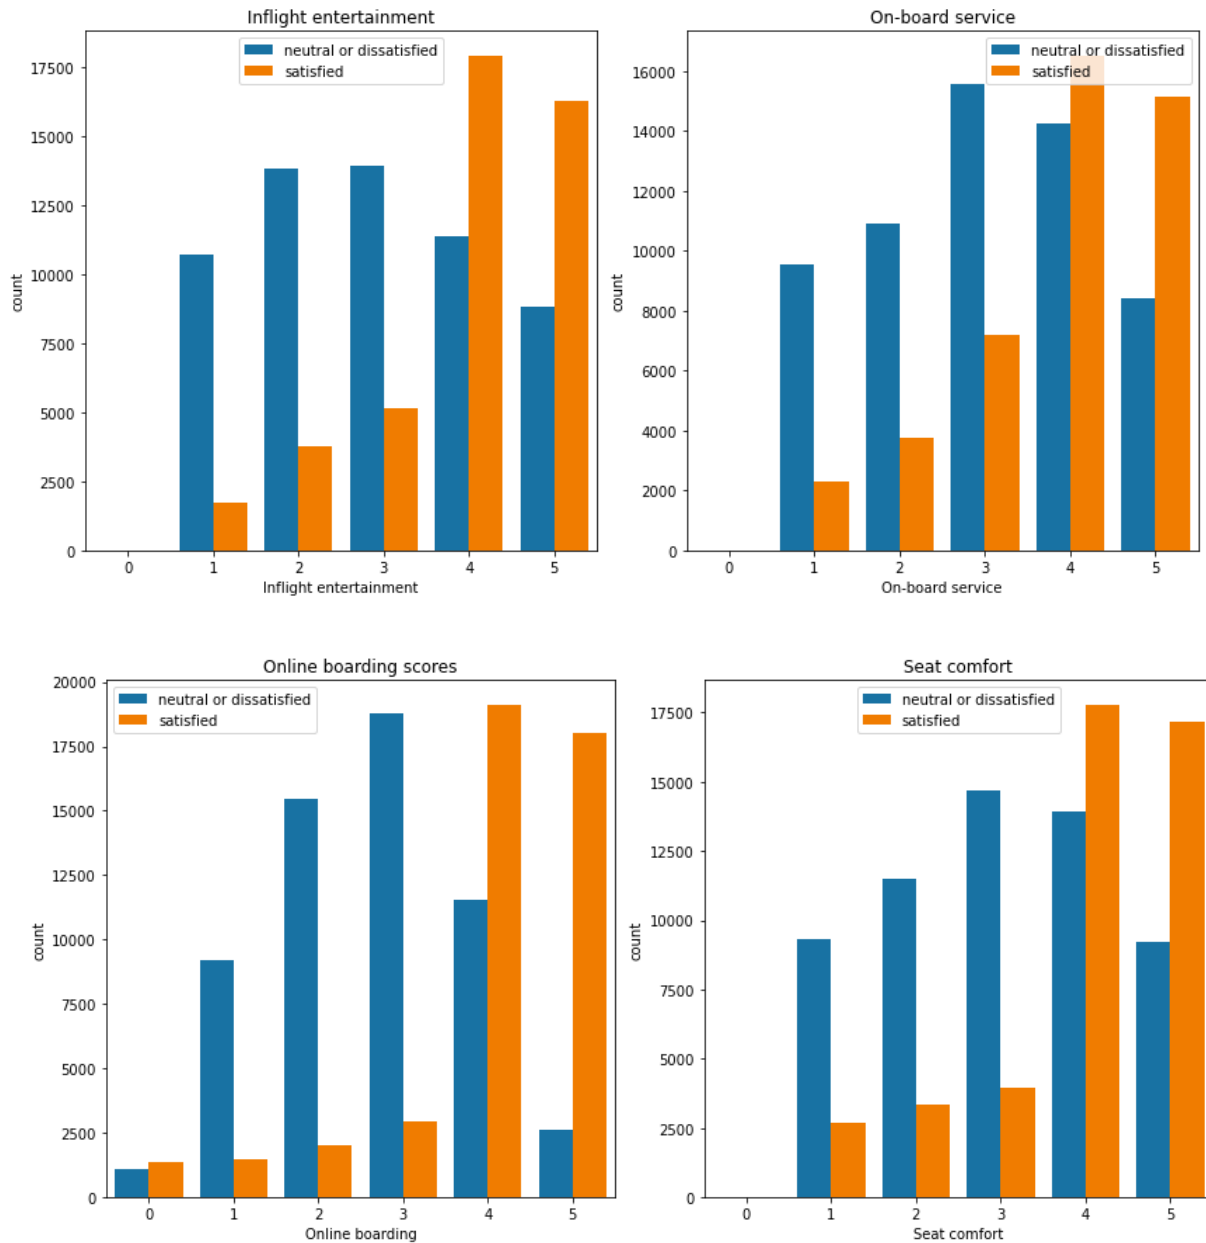 Inflight entertainment
neutral or dissatisfied
satisfied
17500
15000
12500
10000
7500
5000
2500
0
count
0 1 2 3 4 5
Inflight entertainment
On-board service
neutral or dissatisfied
satisfied
16000
14000
12000
10000
8000
6000
4000
2000
0
count
0 1 2 3 4 5
On-board service
Online boarding scores
neutral or dissatisfied
satisfied
20000
17500
15000
12500
10000
7500
5000
2500
0
count
0 1 2 3 4 5
Online boarding
Seat comfort
neutral or dissatisfied
satisfied
17500
15000
12500
10000
7500
5000
2500
0
count
0 1 2 3 4 5
Seat comfort